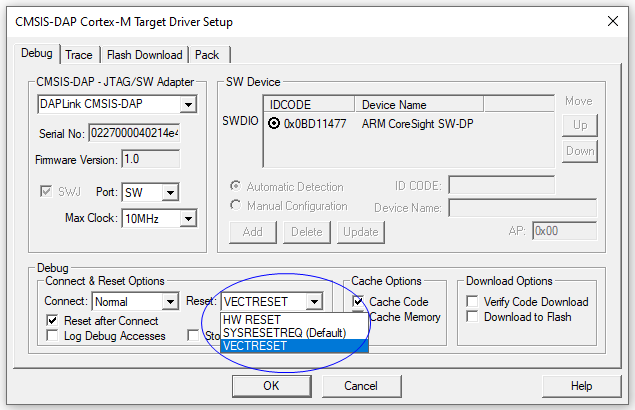 CMSIS-DAP Cortex-M Target Driver Setup
Debug Trace Flash Download Pack
CMSIS-DAP - JTAG/SW Adapter
DAPLink CMSIS-DAP
Serial No: 0227000040214e4
Firmware Version: 1.0
SWJ Port: SW
Max Clock: 10MHz
SW Device
IDCODE Device Name Move
SWDIO 0x0BD11477 ARM CoreSight SW-DP Up
Down
Automatic Detection ID CODE:
Manual Configuration Device Name:
Add Delete Update AP: 0x00
Debug
Connect & Reset Options
Connect: Normal Reset: VECTRESET
Reset after Connect
Log Debug Accesses Sto
HW RESET
SYSRESETREQ (Default)
VECTRESET
Cache Options
Cache Code
Cache Memory
Download Options
Verify Code Download
Download to Flash
OK Cancel Help